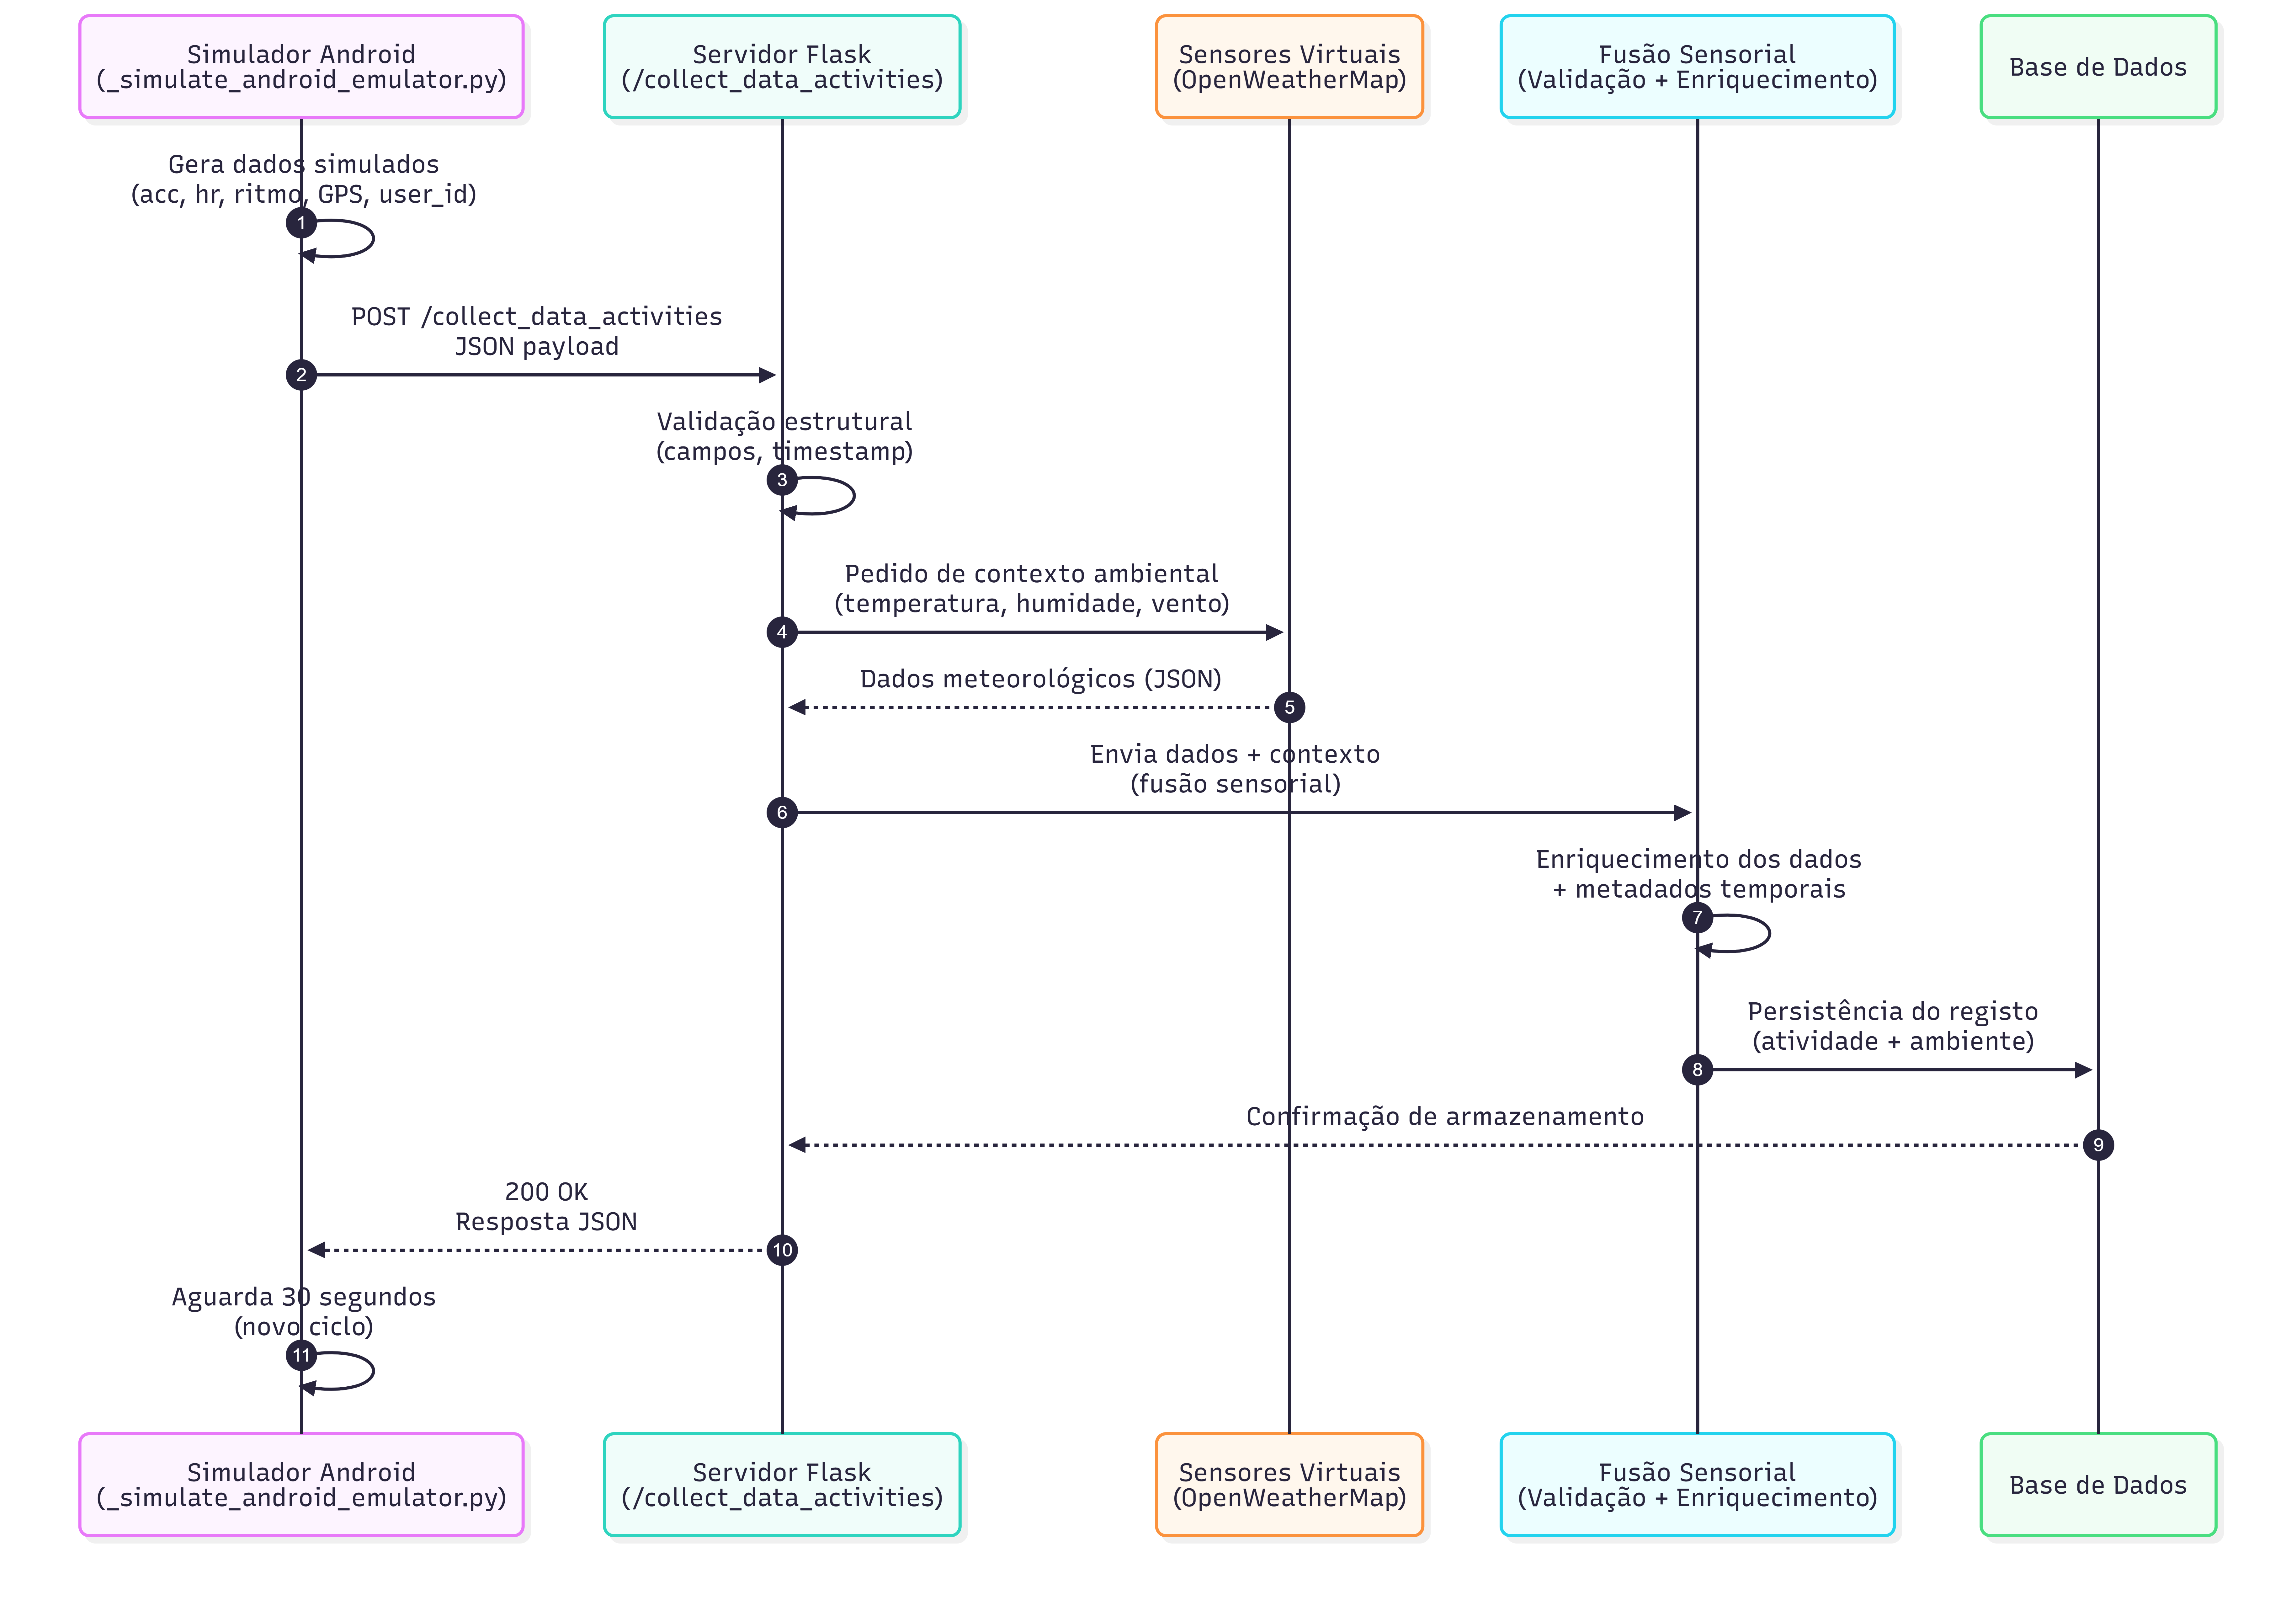 Simulador Android
(_simulate_android_emulator.py)
Servidor Flask
(/collect_data_activities)
Sensores Virtuais
(OpenWeatherMap)
Fusão Sensorial
(Validação + Enriquecimento)
Base de Dados
Gera dados simulados
(acc, hr, ritmo, GPS, user_id)
1
POST /collect_data_activities
JSON payload
2
Validação estrutural
(campos, timestamp)
3
Pedido de contexto ambiental
(temperatura, humidade, vento)
4
Dados meteorológicos (JSON)
5
Envia dados + contexto
(fusão sensorial)
6
Enriquecimento dos dados
+ metadados temporais
7
Persistência do registo
(atividade + ambiente)
8
Confirmação de armazenamento
9
200 OK
Resposta JSON
10
Aguarda 30 segundos
(novo ciclo)
11
Simulador Android
(_simulate_android_emulator.py)
Servidor Flask
(/collect_data_activities)
Sensores Virtuais
(OpenWeatherMap)
Fusão Sensorial
(Validação + Enriquecimento)
Base de Dados